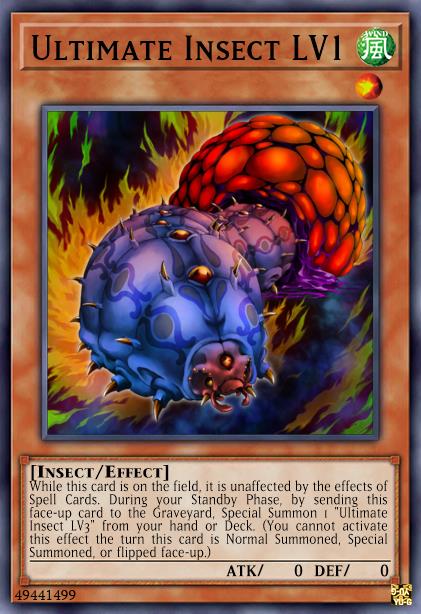 ULTIMATE INSECT LV1
WIND
風
[INSECT/EFFECT]
While this card is on the field, it is unaffected by the effects of
Spell Cards. During your Standby Phase, by sending this
face-up card to the Graveyard, Special Summon 1 "Ultimate
Insect LV3" from your hand or Deck. (You cannot activate
this effect the turn this card is Normal Summoned, Special
Summoned, or flipped face-up.)
ATK/ 0 DEF/ 0
49441499